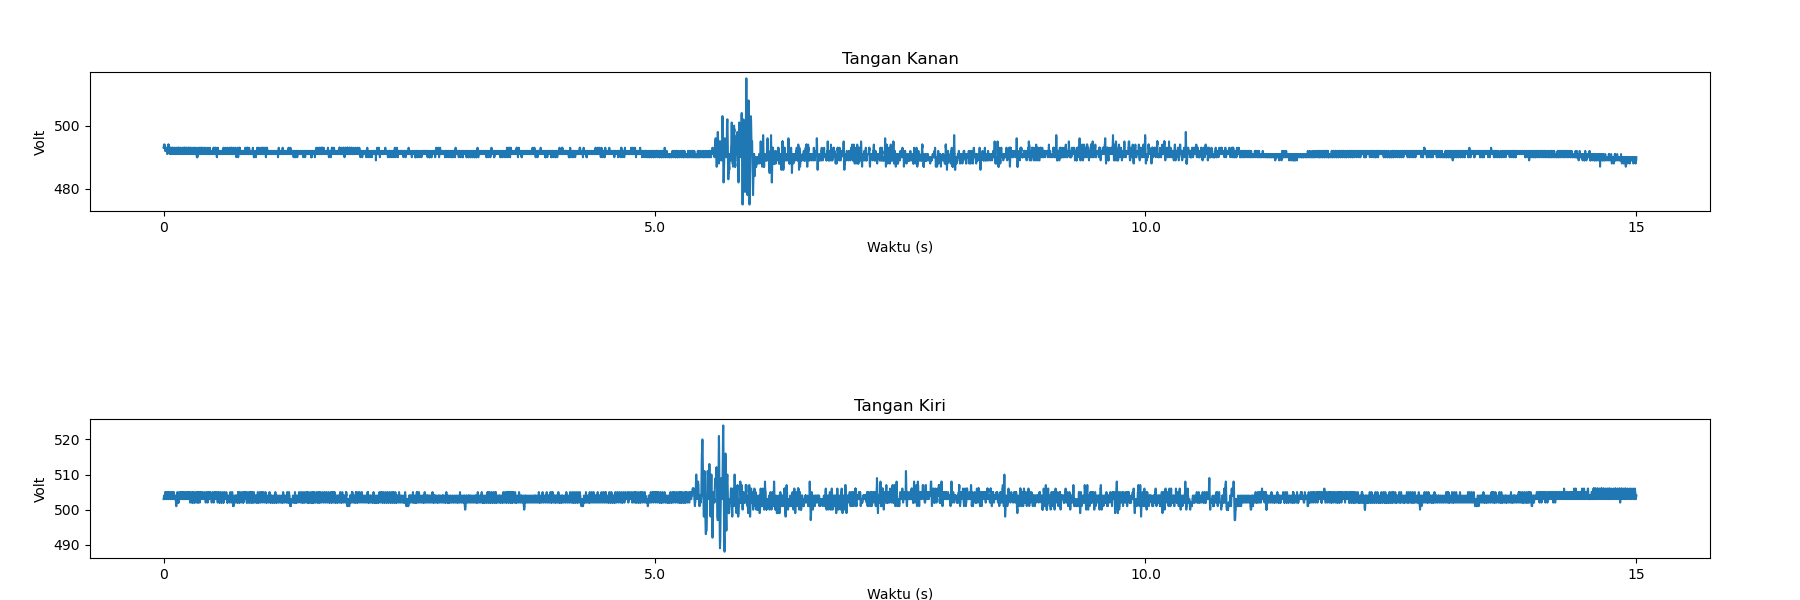 Tangan Kanan
Volt
500
480
0 5.0 10.0 15
Waktu (s)
Tangan Kiri
Volt
520
510
500
490
0 5.0 10.0 15
Waktu (s)